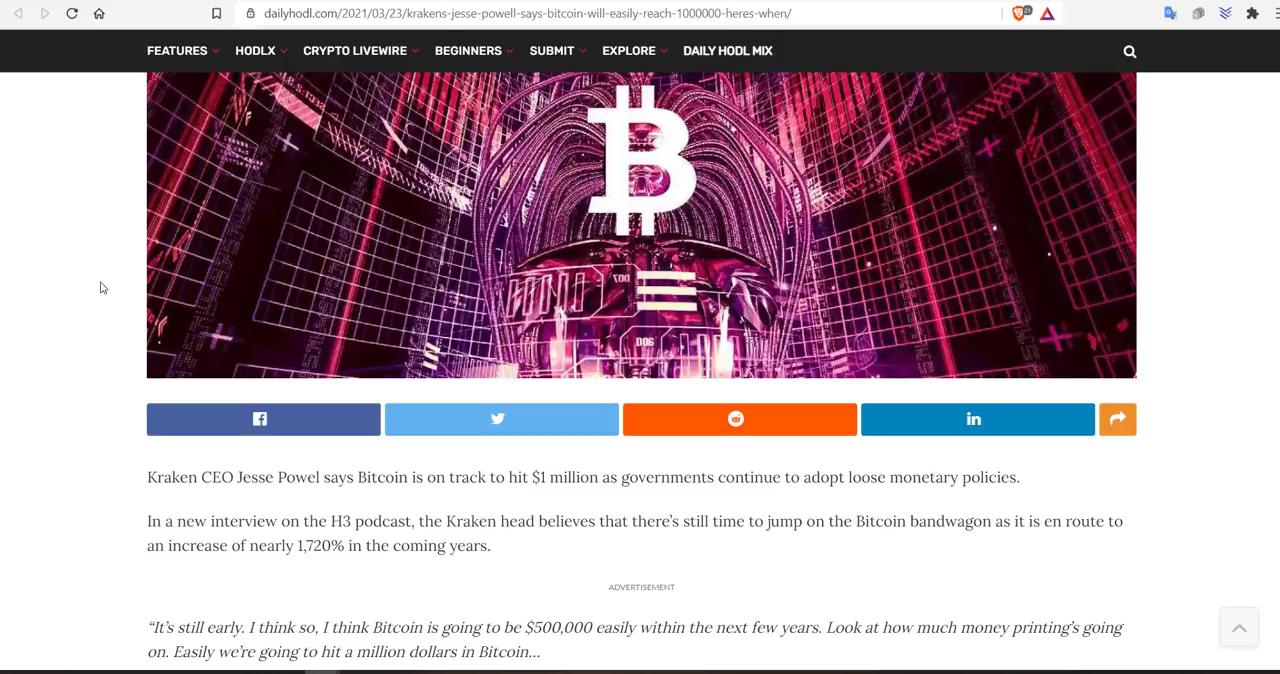 dailyhodl.com/2021/03/23/krakens-jesse-powell-says-bitcoin-will-easily-reach-1000000-heres-when/
21
FEATURES HODLX CRYPTO LIVEWIRE BEGINNERS SUBMIT EXPLORE DAILY HODL MIX
007
006
Kraken CEO Jesse Powel says Bitcoin is on track to hit $1 million as governments continue to adopt loose monetary policies.
In a new interview on the H3 podcast, the Kraken head believes that there's still time to jump on the Bitcoin bandwagon as it is en route to
an increase of nearly 1,720% in the coming years.
ADVERTISEMENT
“It's still early. I think so, I think Bitcoin is going to be $500,000 easily within the next few years. Look at how much money printing's going
on. Easily we're going to hit a million dollars in Bitcoin…